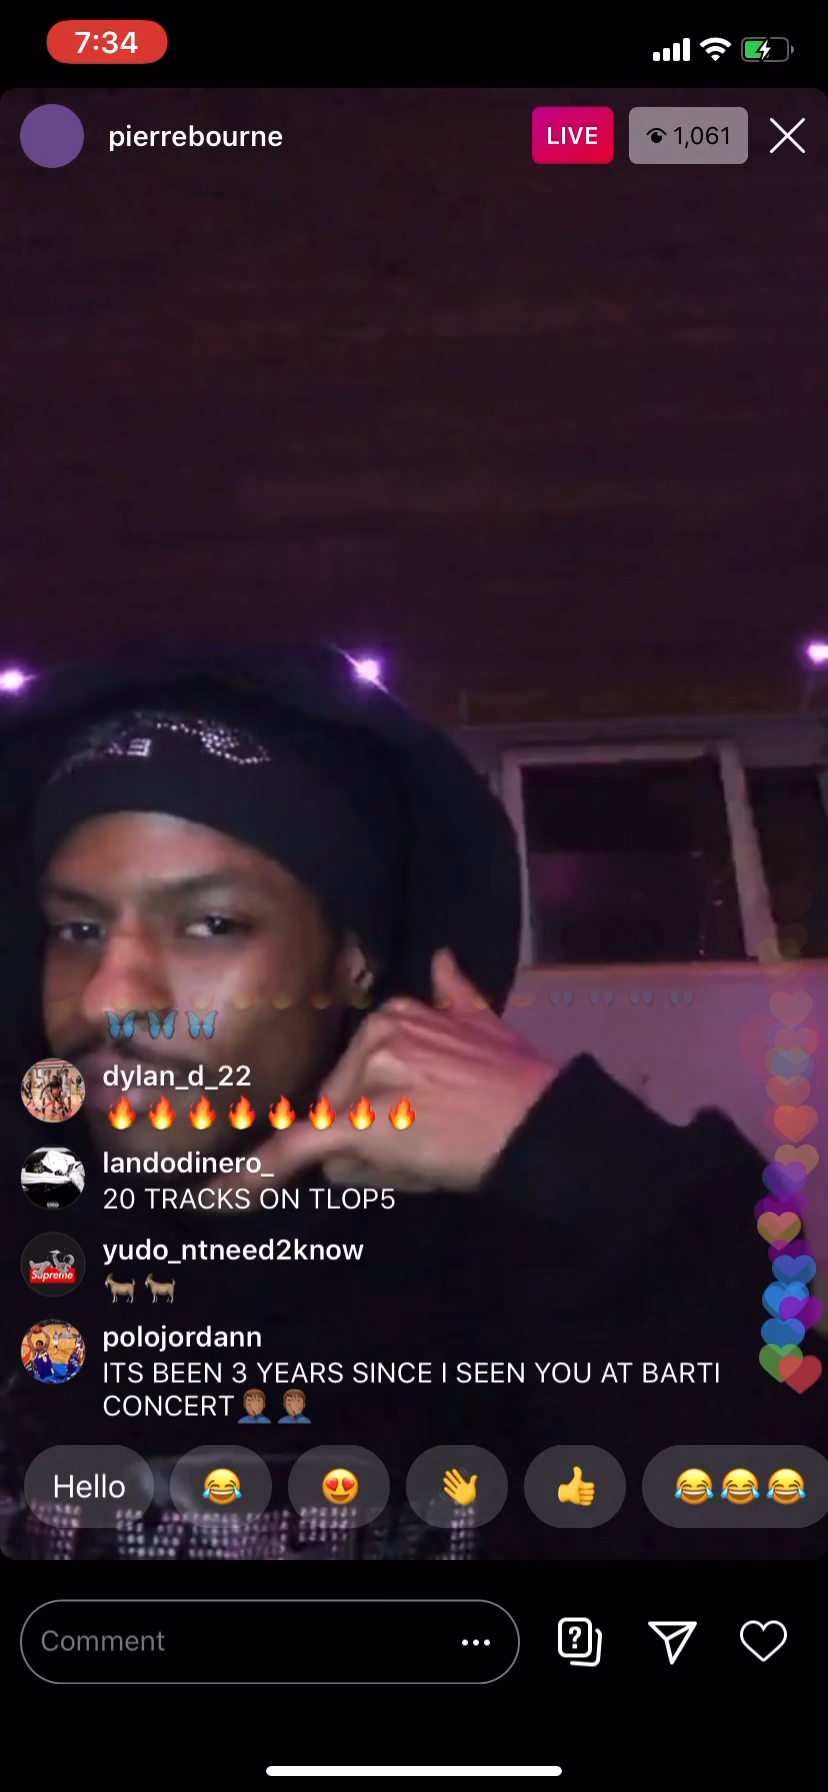 7:34
pierrebourne
LIVE
1,061
dylan_d_22
🔥🔥🔥🔥🔥🔥🔥🔥
landodinero_
20 TRACKS ON TLOP5
yudo_ntneed2know
🐐🐐
Supreme
polojordann
ITS BEEN 3 YEARS SINCE I SEEN YOU AT BARTI
CONCERT🤦🏽‍♂️🤦🏽‍♂️
Hello 😂 😍 👋 👍 😂😂😂
Comment